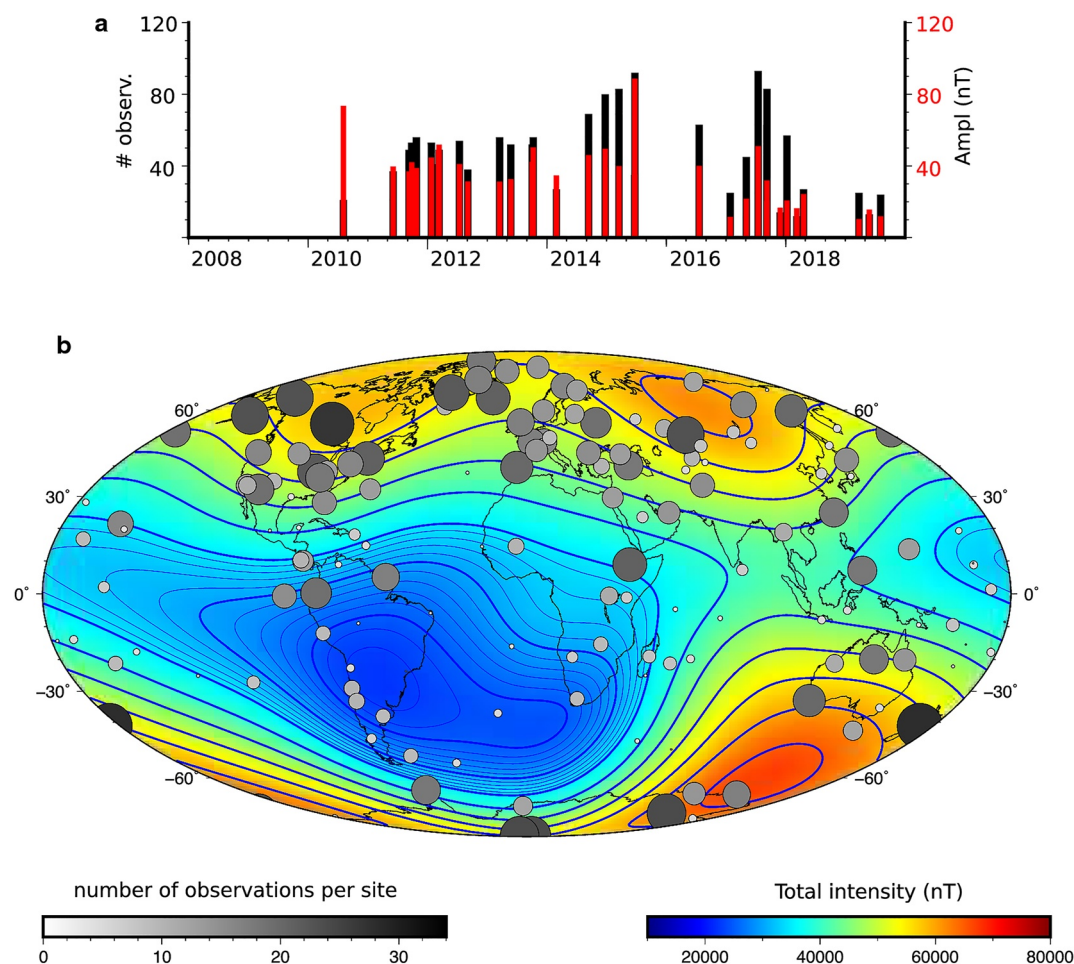 a
120
80
40
# observ.
120
80
40
Ampl (nT)
2008 2010 2012 2014 2016 2018
b
60° 60°
30° 30°
0° 0°
−30° −30°
−60° −60°
number of observations per site
0 10 20 30
Total intensity (nT)
20000 40000 60000 80000